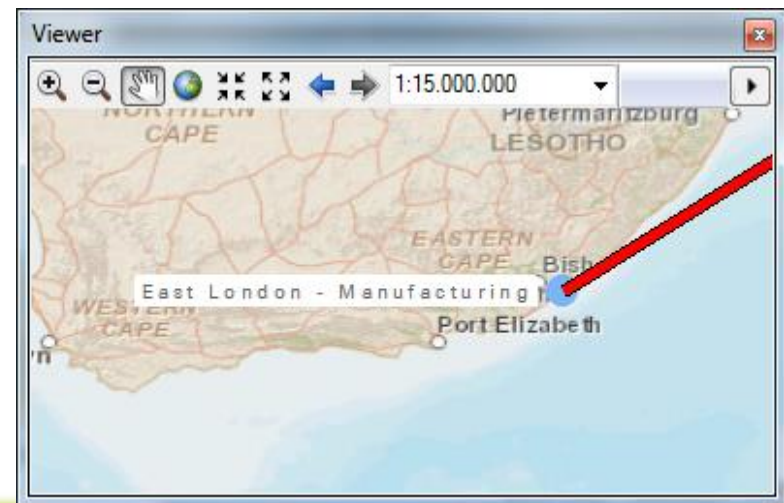 Viewer
1:15.000.000
Pietermaritzburg
NORTHERN
CAPE
LESOTHO
EASTERN
CAPE
Bish
East London - Manufacturing
WESTERN
CAPE
Port Elizabeth